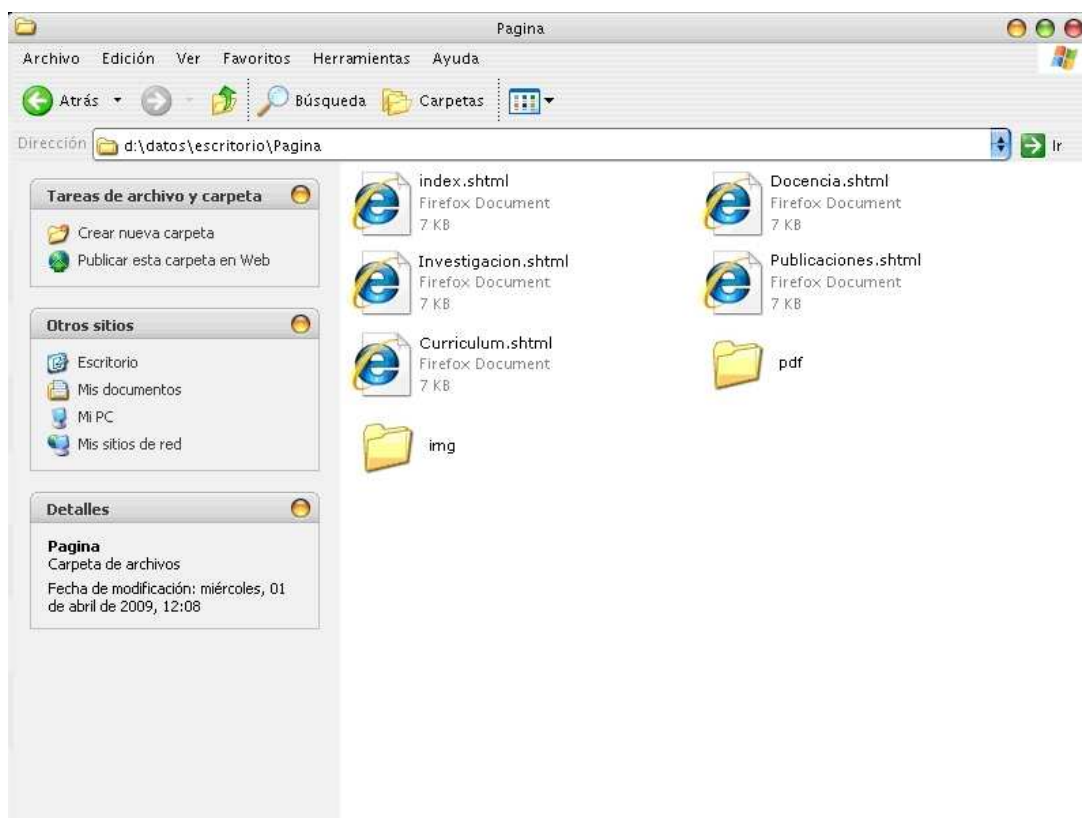 Pagina
Archivo Edición Ver Favoritos Herramientas Ayuda
Atrás Búsqueda Carpetas
Dirección d:\datos\escritorio\Pagina Ir
Tareas de archivo y carpeta
Crear nueva carpeta
Publicar esta carpeta en Web
Otros sitios
Escritorio
Mis documentos
Mi PC
Mis sitios de red
Detalles
Pagina
Carpeta de archivos
Fecha de modificación: miércoles, 01
de abril de 2009, 12:08
index.shtml
Firefox Document
7 KB
Docencia.shtml
Firefox Document
7 KB
Investigacion.shtml
Firefox Document
7 KB
Publicaciones.shtml
Firefox Document
7 KB
Curriculum.shtml
Firefox Document
7 KB
pdf
img